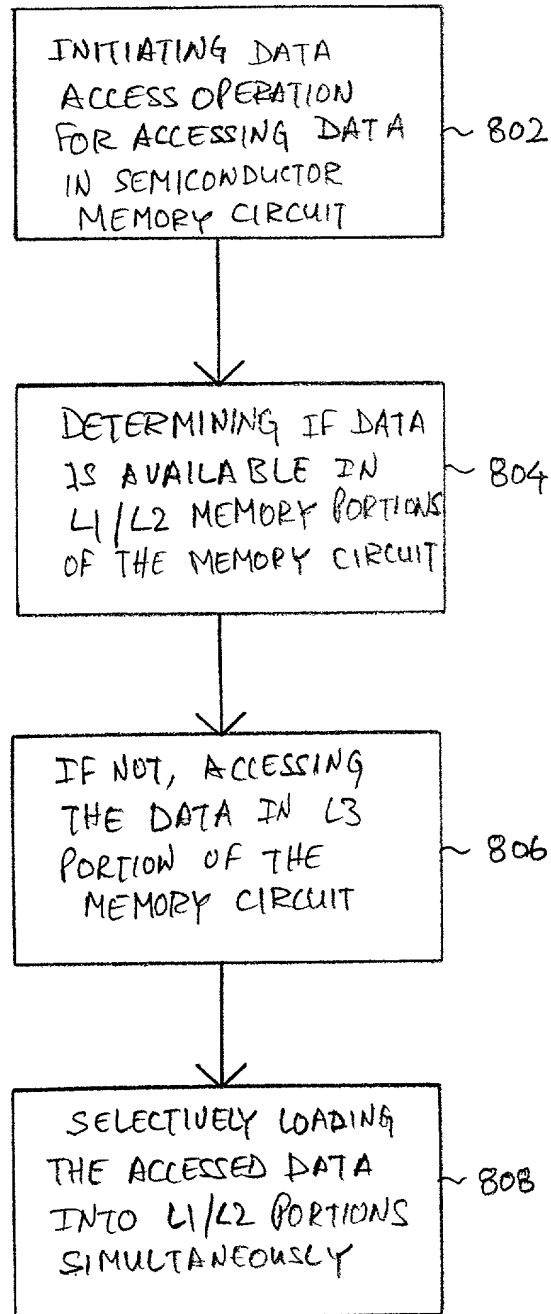 INITIATING DATA
ACCESS OPERATION
FOR ACCESSING DATA
IN SEMICONDUCTOR
MEMORY CIRCUIT
~ 802
DETERMINING IF DATA
IS AVAILABLE IN
L1/L2 MEMORY PORTIONS
OF THE MEMORY CIRCUIT
~ 804
IF NOT, ACCESSING
THE DATA IN L3
PORTION OF THE
MEMORY CIRCUIT
~ 806
SELECTIVELY LOADING
THE ACCESSED DATA
INTO L1/L2 PORTIONS
SIMULTANEOUSLY
~ 808